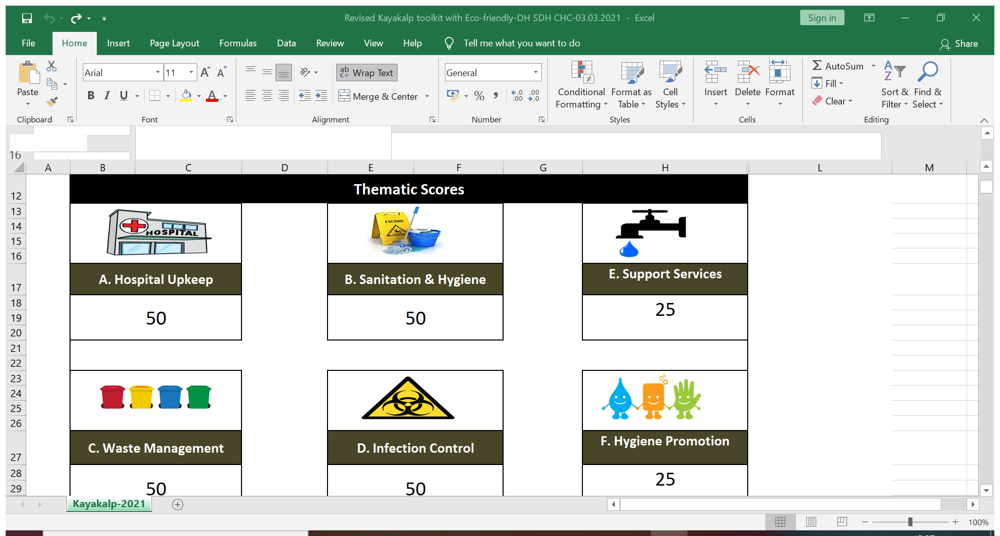 Revised Kayakalp toolkit with Eco-friendly-DH SDH CHC-03.03.2021 - Excel
Sign in
File Home Insert Page Layout Formulas Data Review View Help Tell me what you want to do Share
Arial 11 A A ab c Wrap Text General Σ AutoSum
Paste B I U Merge & Center % , .0 .00 .00 .0 Conditional Formatting Format as Table Cell Styles Insert Delete Format Fill Clear A Z Sort & Filter Find & Select
Clipboard Font Alignment Number Styles Cells Editing
16
A B C D E F G H L M
12 Thematic Scores
13
14 HOSPITAL CAUTION
15
16
17 A. Hospital Upkeep B. Sanitation & Hygiene E. Support Services
18
19 50 50 25
20
21
22
23
24
25
26
27 C. Waste Management D. Infection Control F. Hygiene Promotion
28
29 50 50 25
Kayakalp-2021
100%